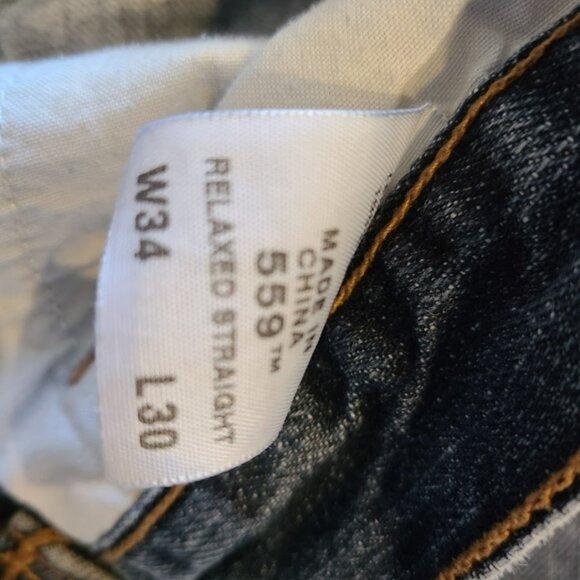 MADE IN
CHINA
559™
RELAXED STRAIGHT
W34 L30